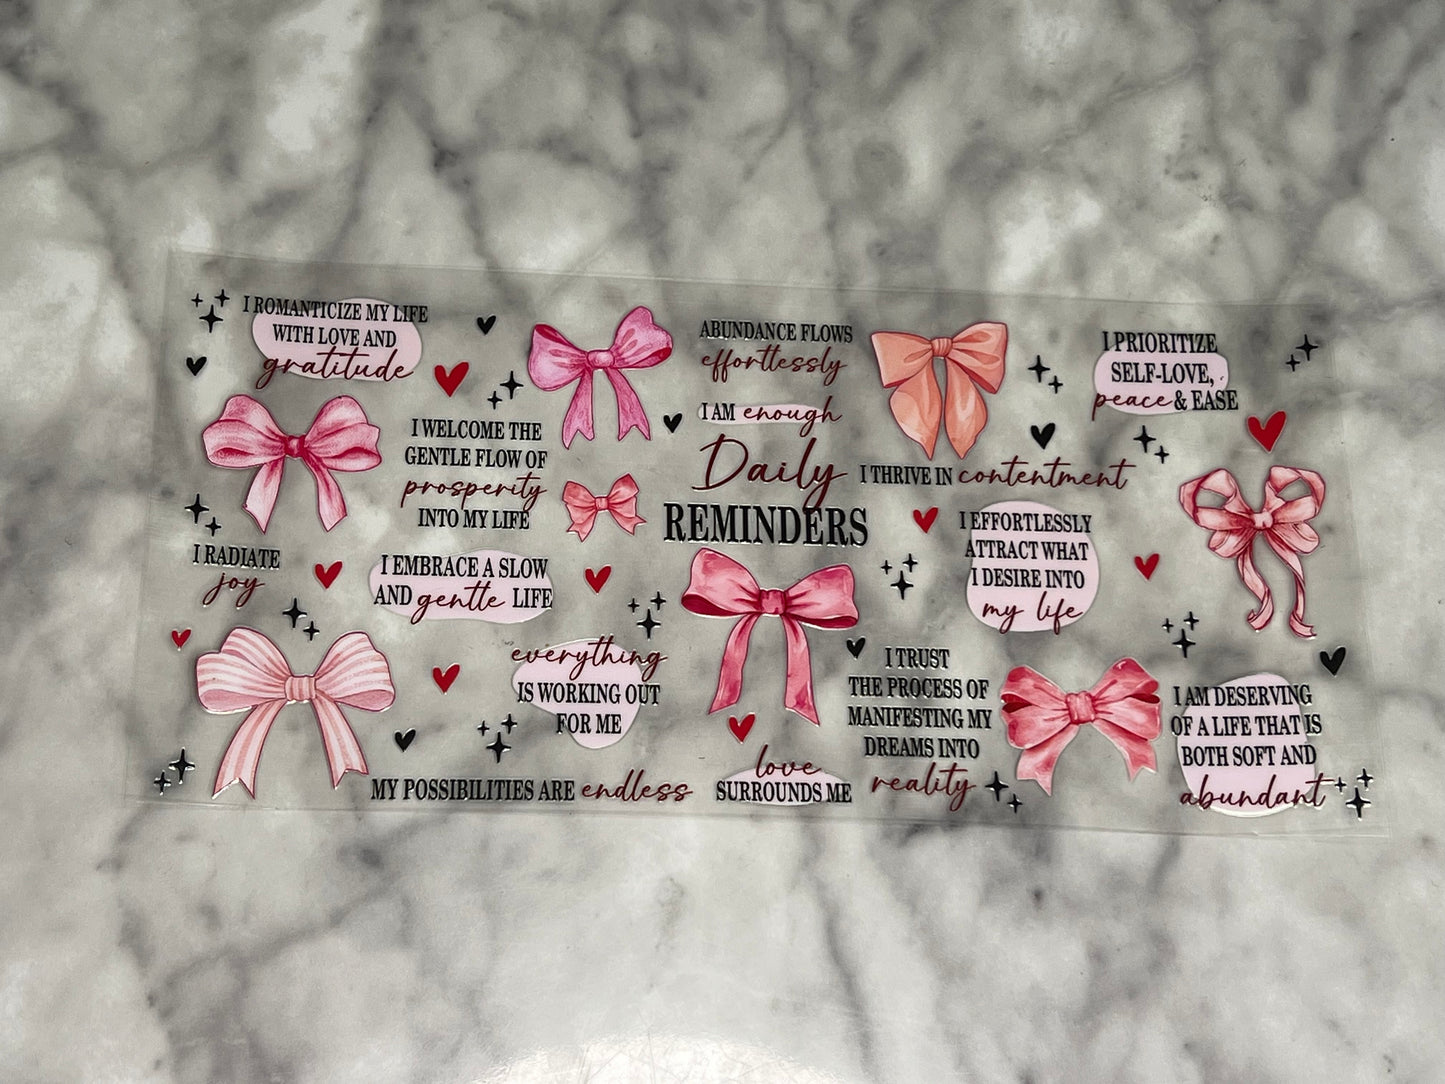 I ROMANTICIZE MY LIFE
WITH LOVE AND
gratitude
I WELCOME THE
GENTLE FLOW OF
prosperity
INTO MY LIFE
I RADIATE
joy
I EMBRACE A SLOW
AND gentle LIFE
everything
IS WORKING OUT
FOR ME
MY POSSIBILITIES ARE endless
ABUNDANCE FLOWS
effortlessly
I AM enough
Daily
REMINDERS
love
SURROUNDS ME
I THRIVE IN contentment
I PRIORITIZE
SELF-LOVE,
peace & EASE
I EFFORTLESSLY
ATTRACT WHAT
I DESIRE INTO
my life
I TRUST
THE PROCESS OF
MANIFESTING MY
DREAMS INTO
reality
I AM DESERVING
OF A LIFE THAT IS
BOTH SOFT AND
abundant